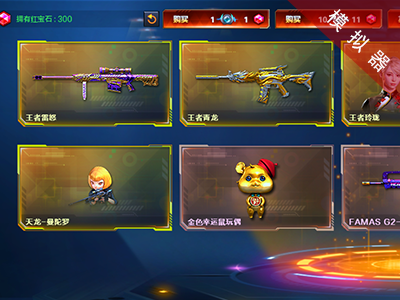 拥有红宝石：300
购买 1 1
购买 10 11
模拟器
王者雷怒
王者青龙
王者玲珑
天龙-曼陀罗
金色幸运鼠玩偶
FAMAS G2-